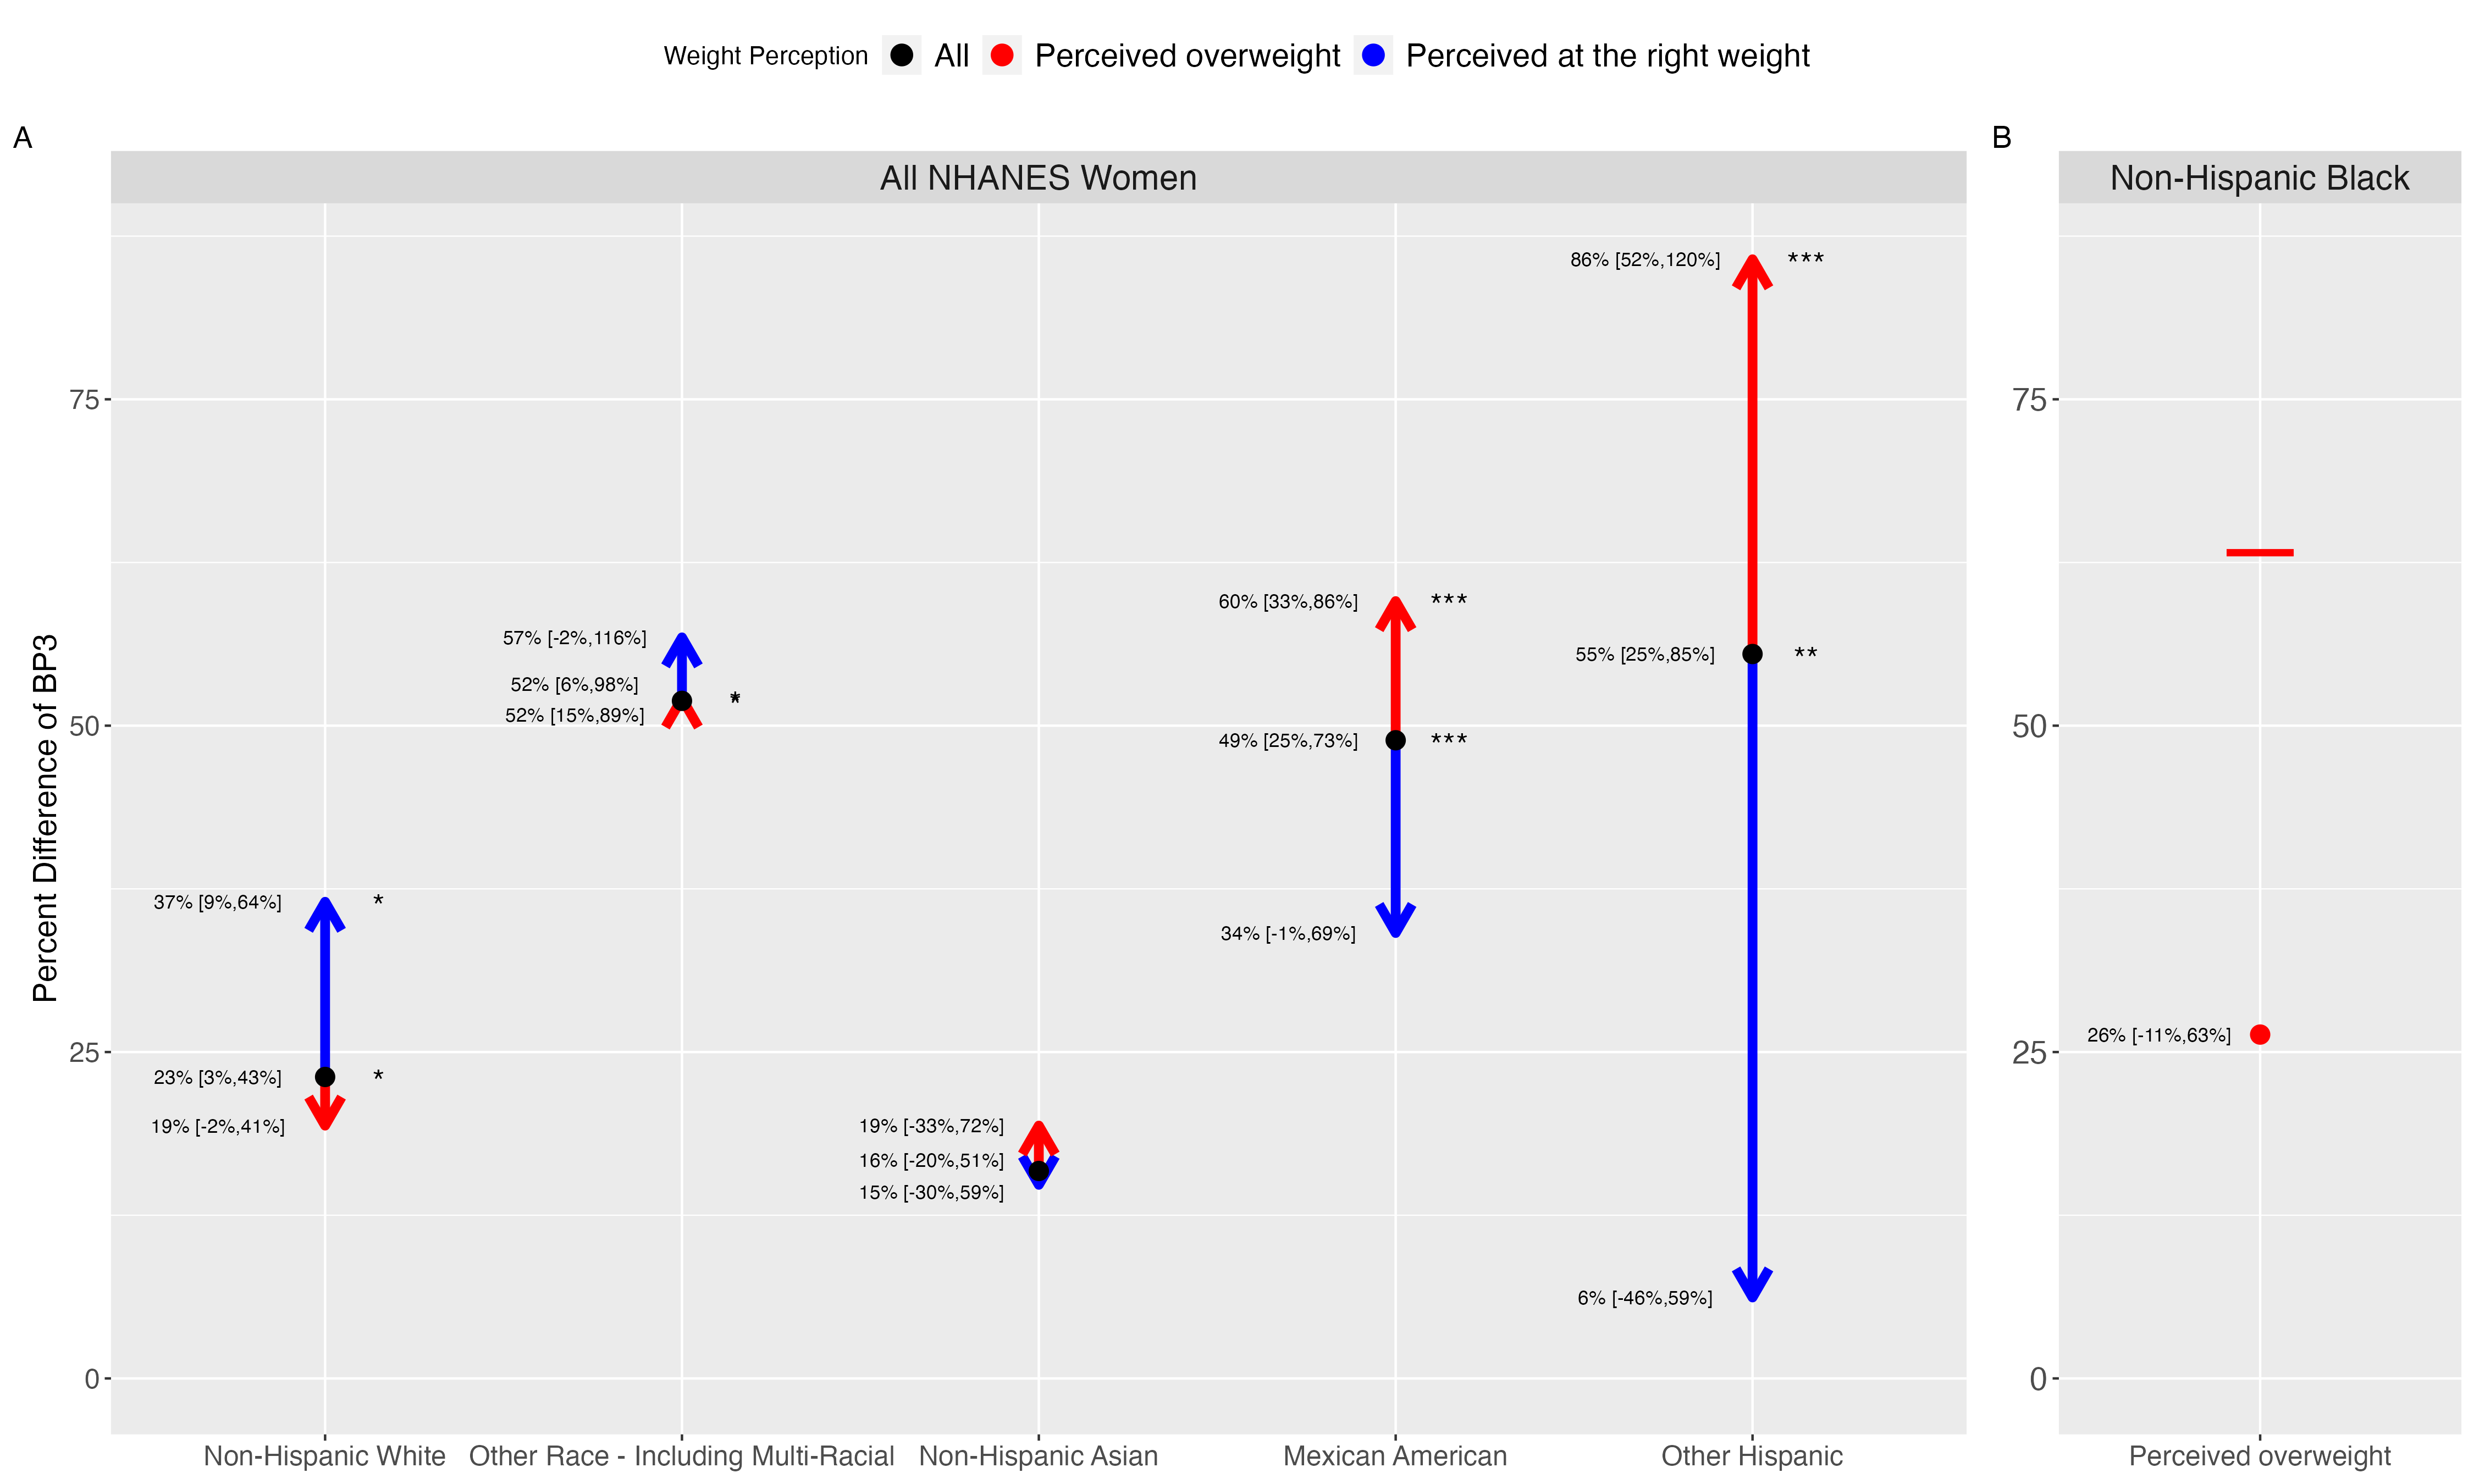 Weight Perception All Perceived overweight Perceived at the right weight
A
All NHANES Women
Percent Difference of BP3
75
50
25
0
37% [9%,64%] *
23% [3%,43%] *
19% [-2%,41%]
57% [-2%,116%]
52% [6%,98%] *
52% [15%,89%] *
19% [-33%,72%]
16% [-20%,51%]
15% [-30%,59%]
60% [33%,86%] ***
49% [25%,73%] ***
34% [-1%,69%]
86% [52%,120%] ***
55% [25%,85%] **
6% [-46%,59%]
Non-Hispanic White
Other Race - Including Multi-Racial
Non-Hispanic Asian
Mexican American
Other Hispanic
B
Non-Hispanic Black
75
50
25
0
26% [-11%,63%]
Perceived overweight